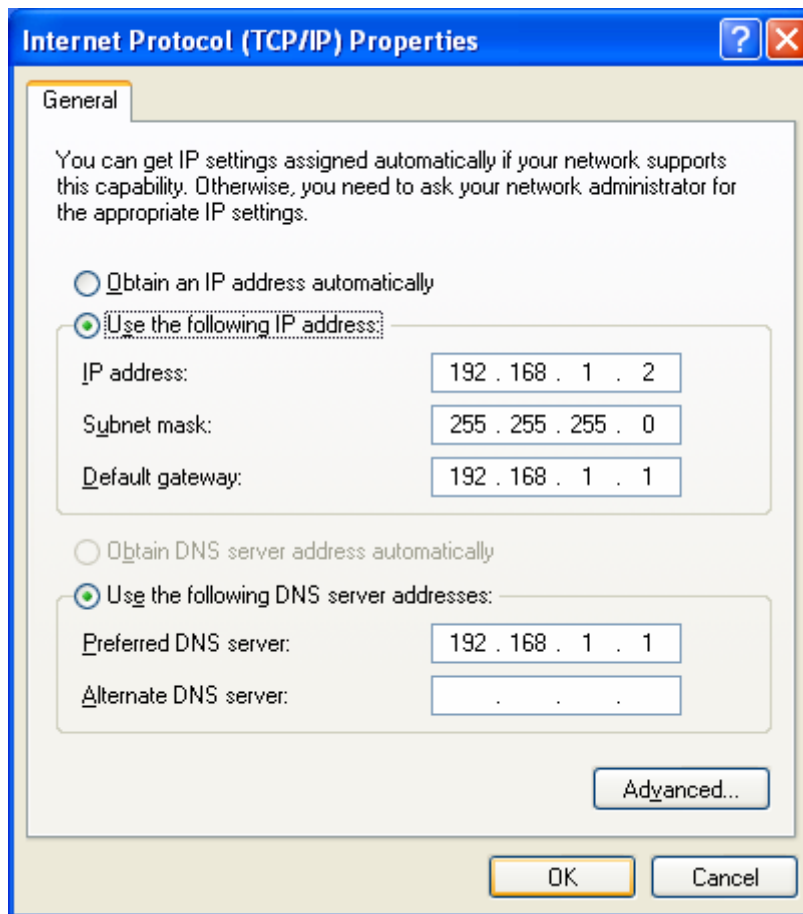 Internet Protocol (TCP/IP) Properties
General
You can get IP settings assigned automatically if your network supports
this capability. Otherwise, you need to ask your network administrator for
the appropriate IP settings.
Obtain an IP address automatically
Use the following IP address:
IP address: 192 . 168 . 1 . 2
Subnet mask: 255 . 255 . 255 . 0
Default gateway: 192 . 168 . 1 . 1
Obtain DNS server address automatically
Use the following DNS server addresses:
Preferred DNS server: 192 . 168 . 1 . 1
Alternate DNS server: . . .
Advanced...
OK Cancel